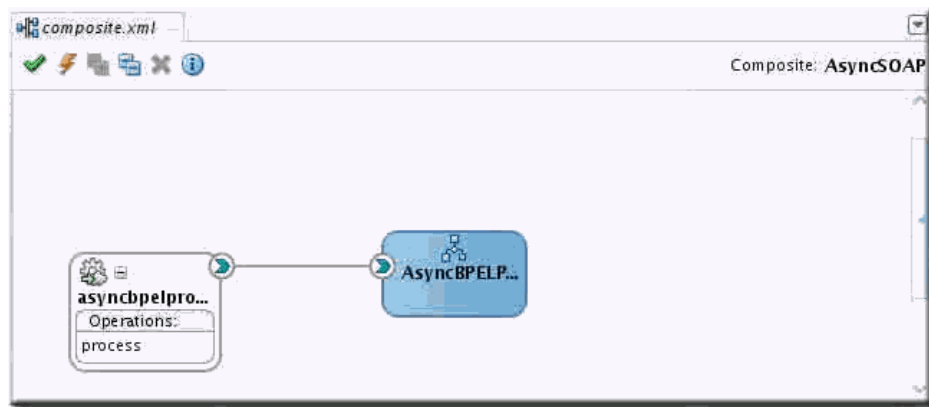 composite.xml
Composite: AsyncSOAP
AsyncBPELP...
asyncbpelpro...
Operations:
process